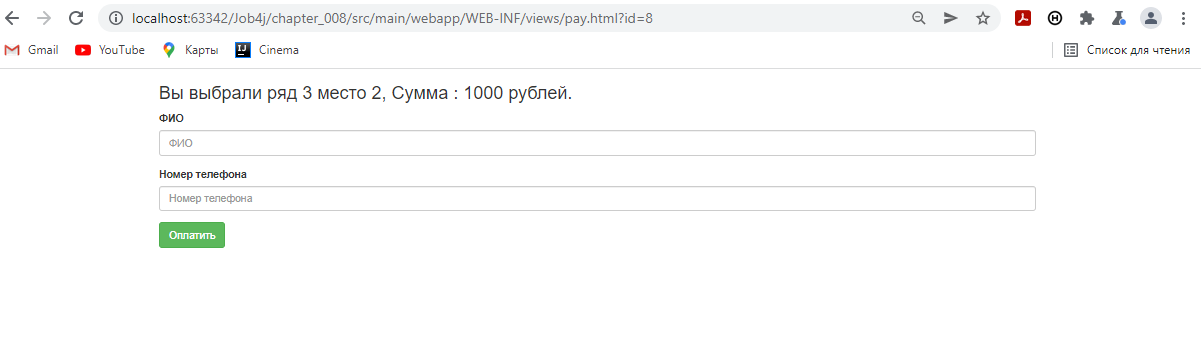 localhost:63342/Job4j/chapter_008/src/main/webapp/WEB-INF/views/pay.html?id=8
Gmail YouTube Карты Cinema Список для чтения
Вы выбрали ряд 3 место 2, Сумма : 1000 рублей.
ФИО
ФИО
Номер телефона
Номер телефона
Оплатить